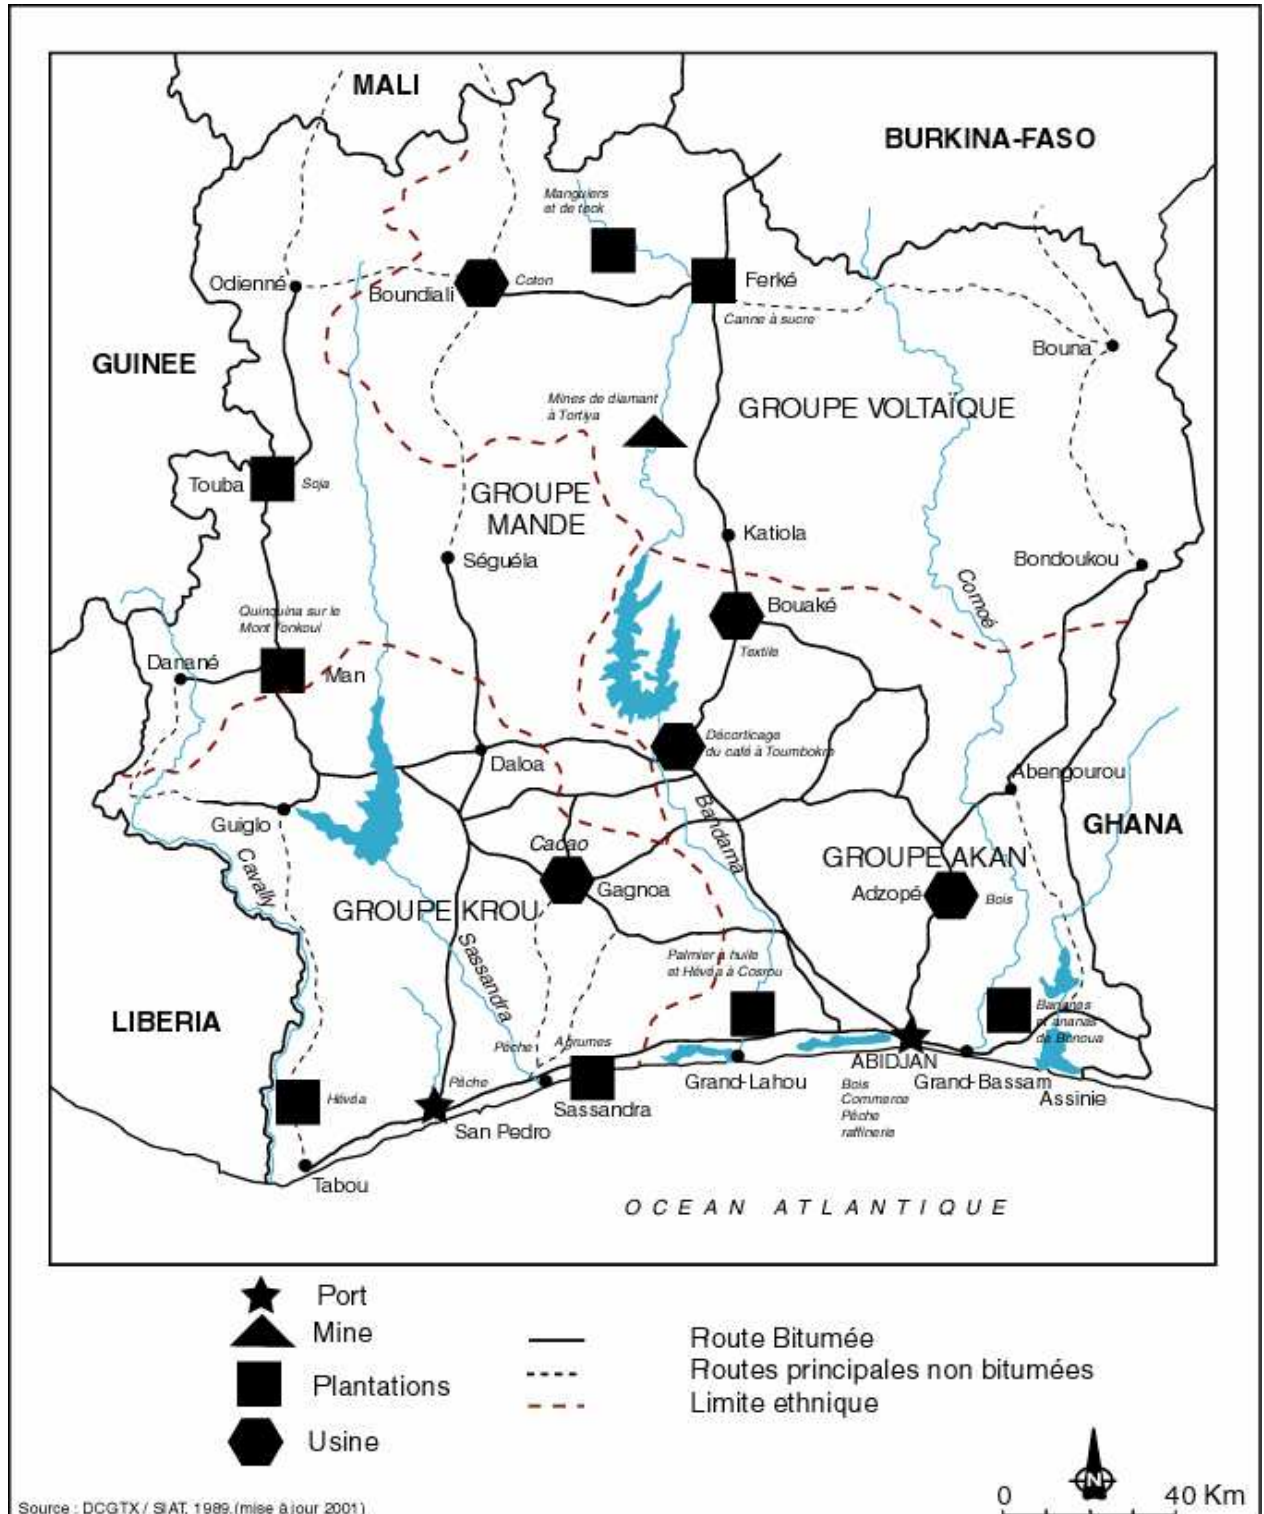 MALI
BURKINA-FASO
Manguiers
et de teck
Odienné
Boundiali
Coton
Ferké
Canne à sucre
Bouna
GUINEE
Mines de diamant
à Tortiya
GROUPE VOLTAÏQUE
Touba
Soja
GROUPE
MANDE
Katiola
Séguéla
Bondoukou
Comoé
Quinquina sur le
Mont Tonkoui
Bouaké
Textile
Danané
Man
Décorticage
du café à Toumbokro
Daloa
Abengourou
Guiglo
Bandama
GHANA
Cacao
GROUPE AKAN
Cavally
Gagnoa
Adzopé
Bois
GROUPE KROU
Sassandra
Palmier à huile
et Hévéa à Cosrou
LIBERIA
Bananes
et ananas
de Bonoua
Pêche
Agrumes
ABIDJAN
Pêche
Grand-Lahou
Bois
Commerce
Pêche
raffinerie
Grand-Bassam
Assinie
Hévéa
Sassandra
San Pedro
Tabou
OCEAN ATLANTIQUE
Port
Mine
Plantations
Usine
Route Bitumée
Routes principales non bitumées
Limite ethnique
N
0 40 Km
Source : DCGTX / SIAT, 1989.(mise à jour 2001)